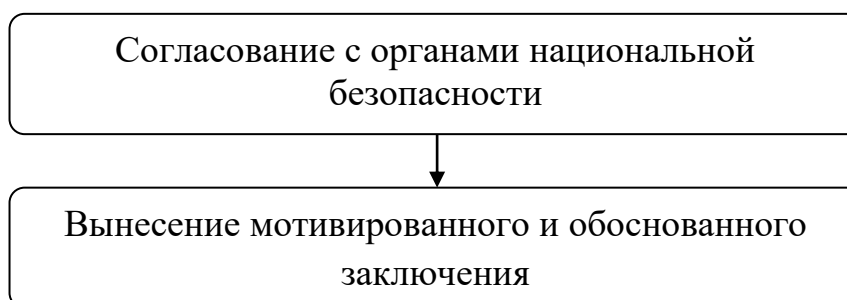 Согласование с органами национальной
безопасности
Вынесение мотивированного и обоснованного
заключения